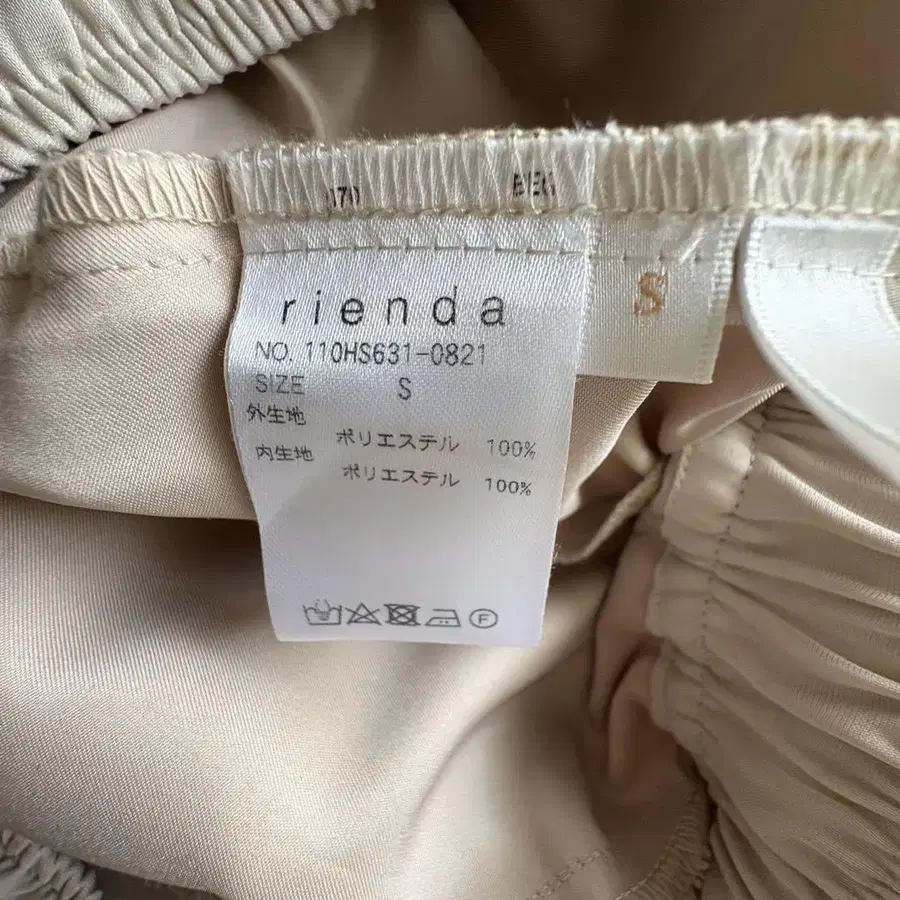 rienda
S
NO. 110HS631-0821
SIZE S
外生地
ポリエステル 100%
内生地
ポリエステル 100%
F